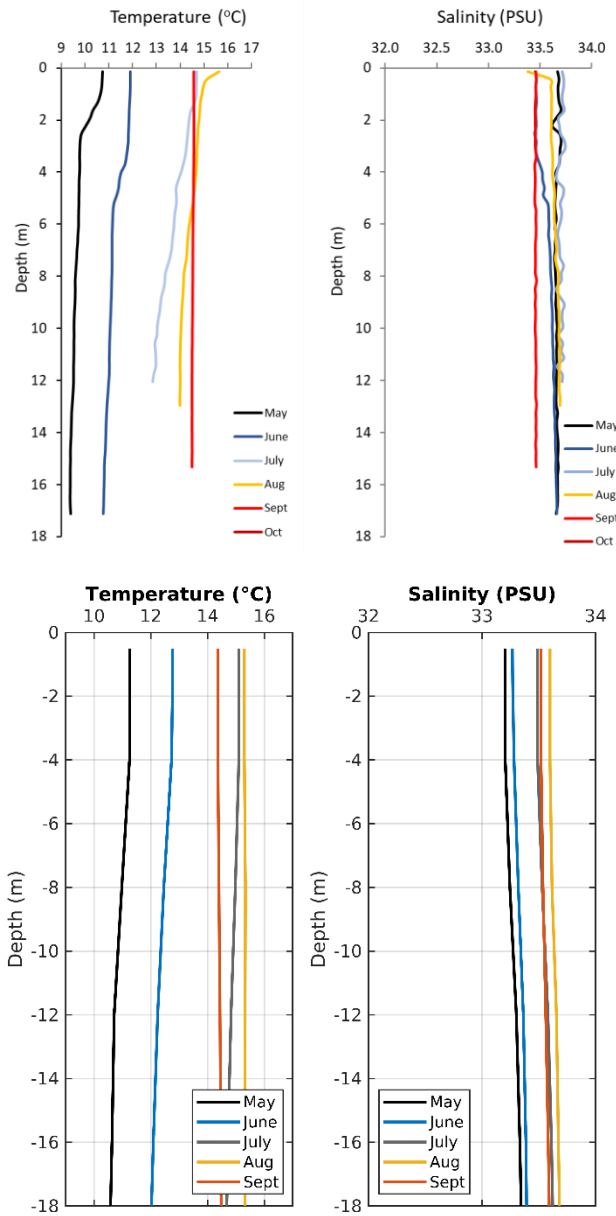 Temperature (°C)
9 10 11 12 13 14 15 16 17
0
2
4
6
8
10
12
14
16
18
Depth (m)
May
June
July
Aug
Sept
Oct
Salinity (PSU)
32.0 33.0 33.5 34.0
0
2
4
6
8
10
12
14
16
18
Depth (m)
May
June
July
Aug
Sept
Oct
Temperature (°C)
10 12 14 16
0
-2
-4
-6
-8
-10
-12
-14
-16
-18
Depth (m)
May
June
July
Aug
Sept
Salinity (PSU)
32 33 34
0
-2
-4
-6
-8
-10
-12
-14
-16
-18
Depth (m)
May
June
July
Aug
Sept